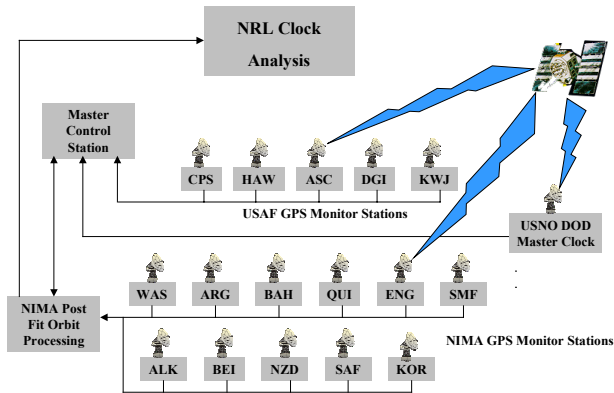 NRL Clock
Analysis
Master
Control
Station
CPS
HAW
ASC
DGI
KWJ
USAF GPS Monitor Stations
USNO DOD
Master Clock
WAS
ARG
BAH
QUI
ENG
SMF
NIMA Post
Fit Orbit
Processing
NIMA GPS Monitor Stations
ALK
BEI
NZD
SAF
KOR